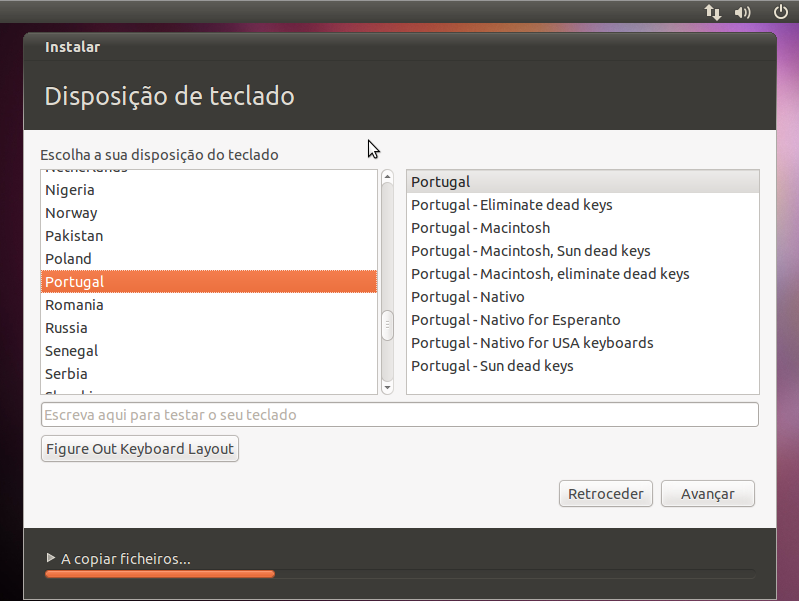 Instalar
Disposição de teclado
Escolha a sua disposição do teclado
Netherlands
Nigeria
Norway
Pakistan
Poland
Portugal
Romania
Russia
Senegal
Serbia
Portugal
Portugal - Eliminate dead keys
Portugal - Macintosh
Portugal - Macintosh, Sun dead keys
Portugal - Macintosh, eliminate dead keys
Portugal - Nativo
Portugal - Nativo for Esperanto
Portugal - Nativo for USA keyboards
Portugal - Sun dead keys
Escreva aqui para testar o seu teclado
Figure Out Keyboard Layout
Retroceder
Avançar
A copiar ficheiros...